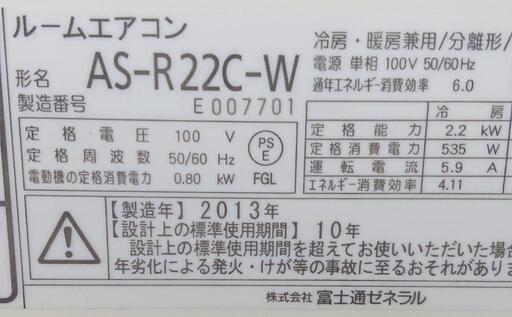 ルームエアコン
形名 AS-R22C-W
製造番号 E007701
冷房・暖房兼用/分離形/
電源 単相 100V 50/60Hz
通年エネルギー消費効率 6.0
定格電圧 100 V
定格周波数 50/60 Hz
電動機の定格消費電力 0.80 kW
PS
E
FGL
冷房
定格能力 2.2 kW
定格消費電力 535 W
運転電流 5.9 A
エネルギー消費効率 4.11
【製造年】2013年
【設計上の標準使用期間】10年
設計上の標準使用期間を超えてお使いいただいた場合
年劣化による発火・けが等の事故に至るおそれがありま
株式会社 富士通ゼネラル